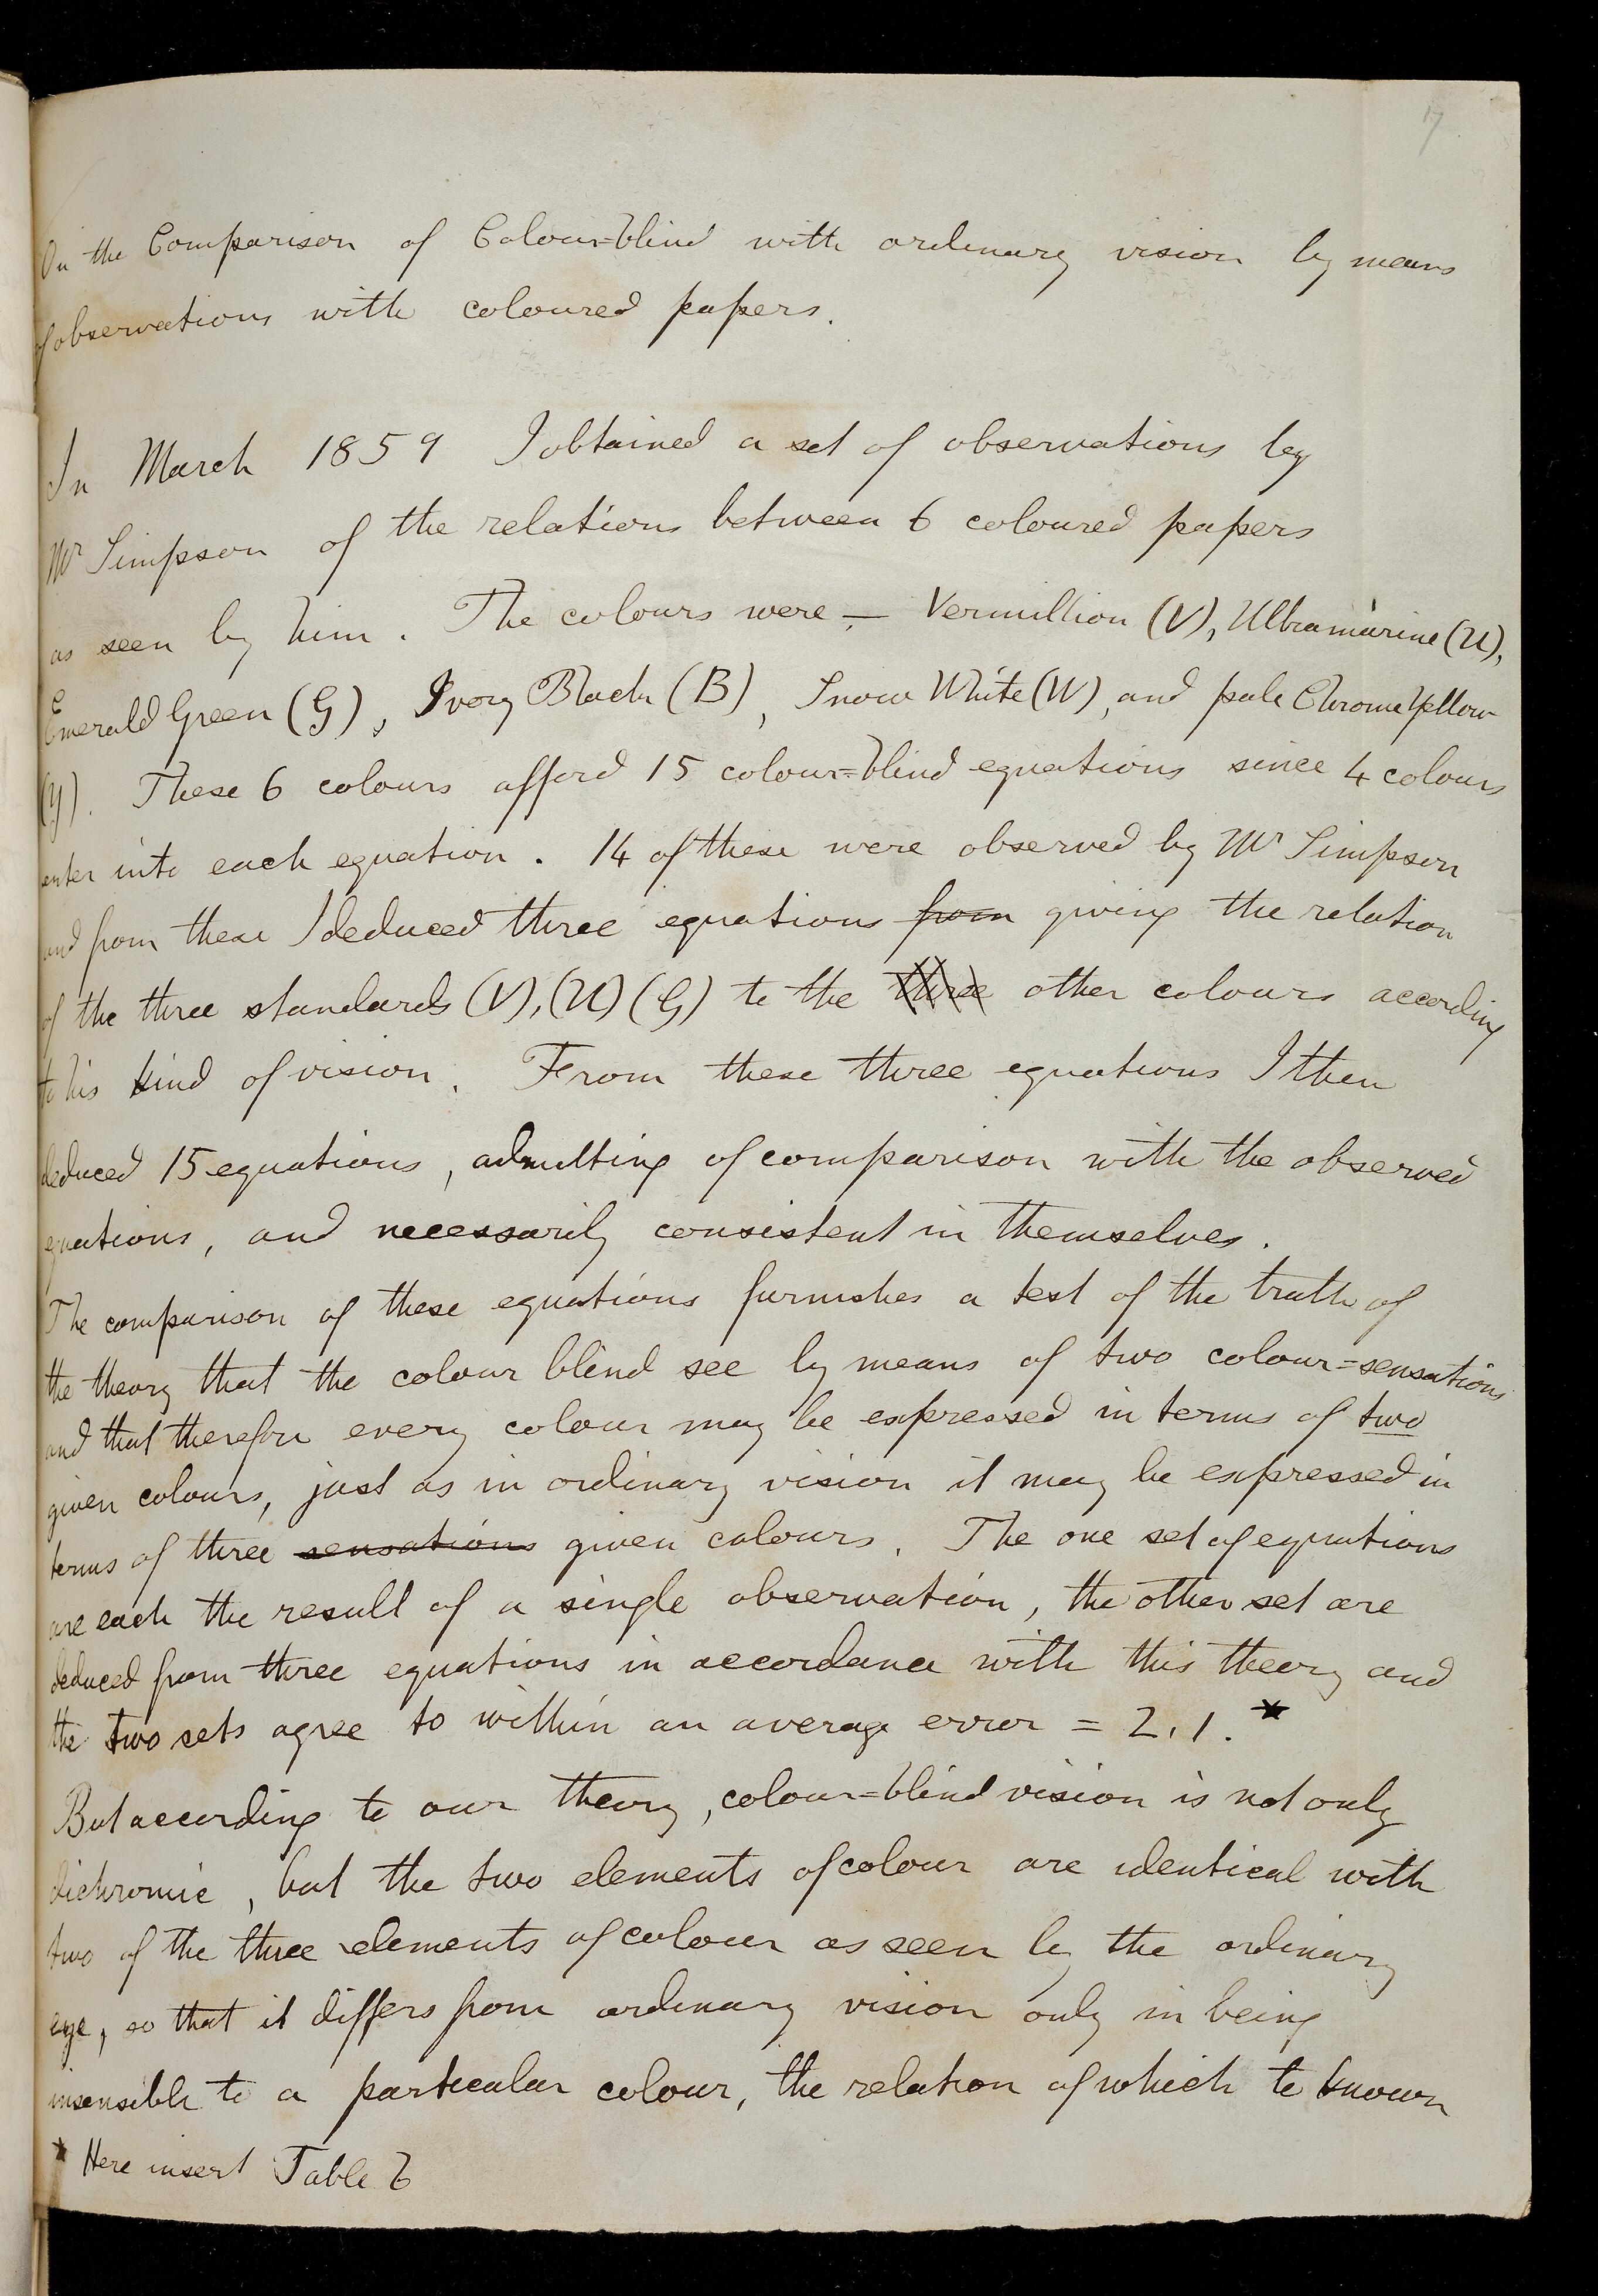 17
On the Comparison of Colour=blind with ordinary vision by means
of observations with coloured papers.
In March 1859 I obtained a set of observations by
Mr Simpson of the relations between 6 coloured papers
as seen by him. The colours were – Vermillion (V), Ultramarine (U),
Emerald Green (G), Ivory Black (B), Snow White (W), and pale Chrome Yellow
(Y). These 6 colours afford 15 colour=blind equations since 4 colours
enter into each equation. 14 of these were observed by Mr Simpson
and from these I deduced three equations from giving the relation
of the three standards (V), (U) (G) to the three other colours according
to his kind of vision. From these three equations I then
deduced 15 equations, admitting of comparison with the observed
equations, and necessarily consistent in themselves.
The comparison of these equations furnishes a test of the truth of
the theory that the colour blind see by means of two colour=sensations
and that therefore every colour may be expressed in terms of two
given colours, just as in ordinary vision it may be expressed in
terms of three sensations given colours. The one set of equations
are each the result of a single observation, the other set are
deduced from three equations in accordance with this theory and
the two sets agree to within an average error = 2.1.*
But according to our theory, colour=blind vision is not only
dichromic, but the two elements of colour are identical with
two of the three elements of colour as seen by the ordinary
eye, so that it differs from ordinary vision only in being
insensible to a particular colour, the relation of which to known
* Here insert Table 6